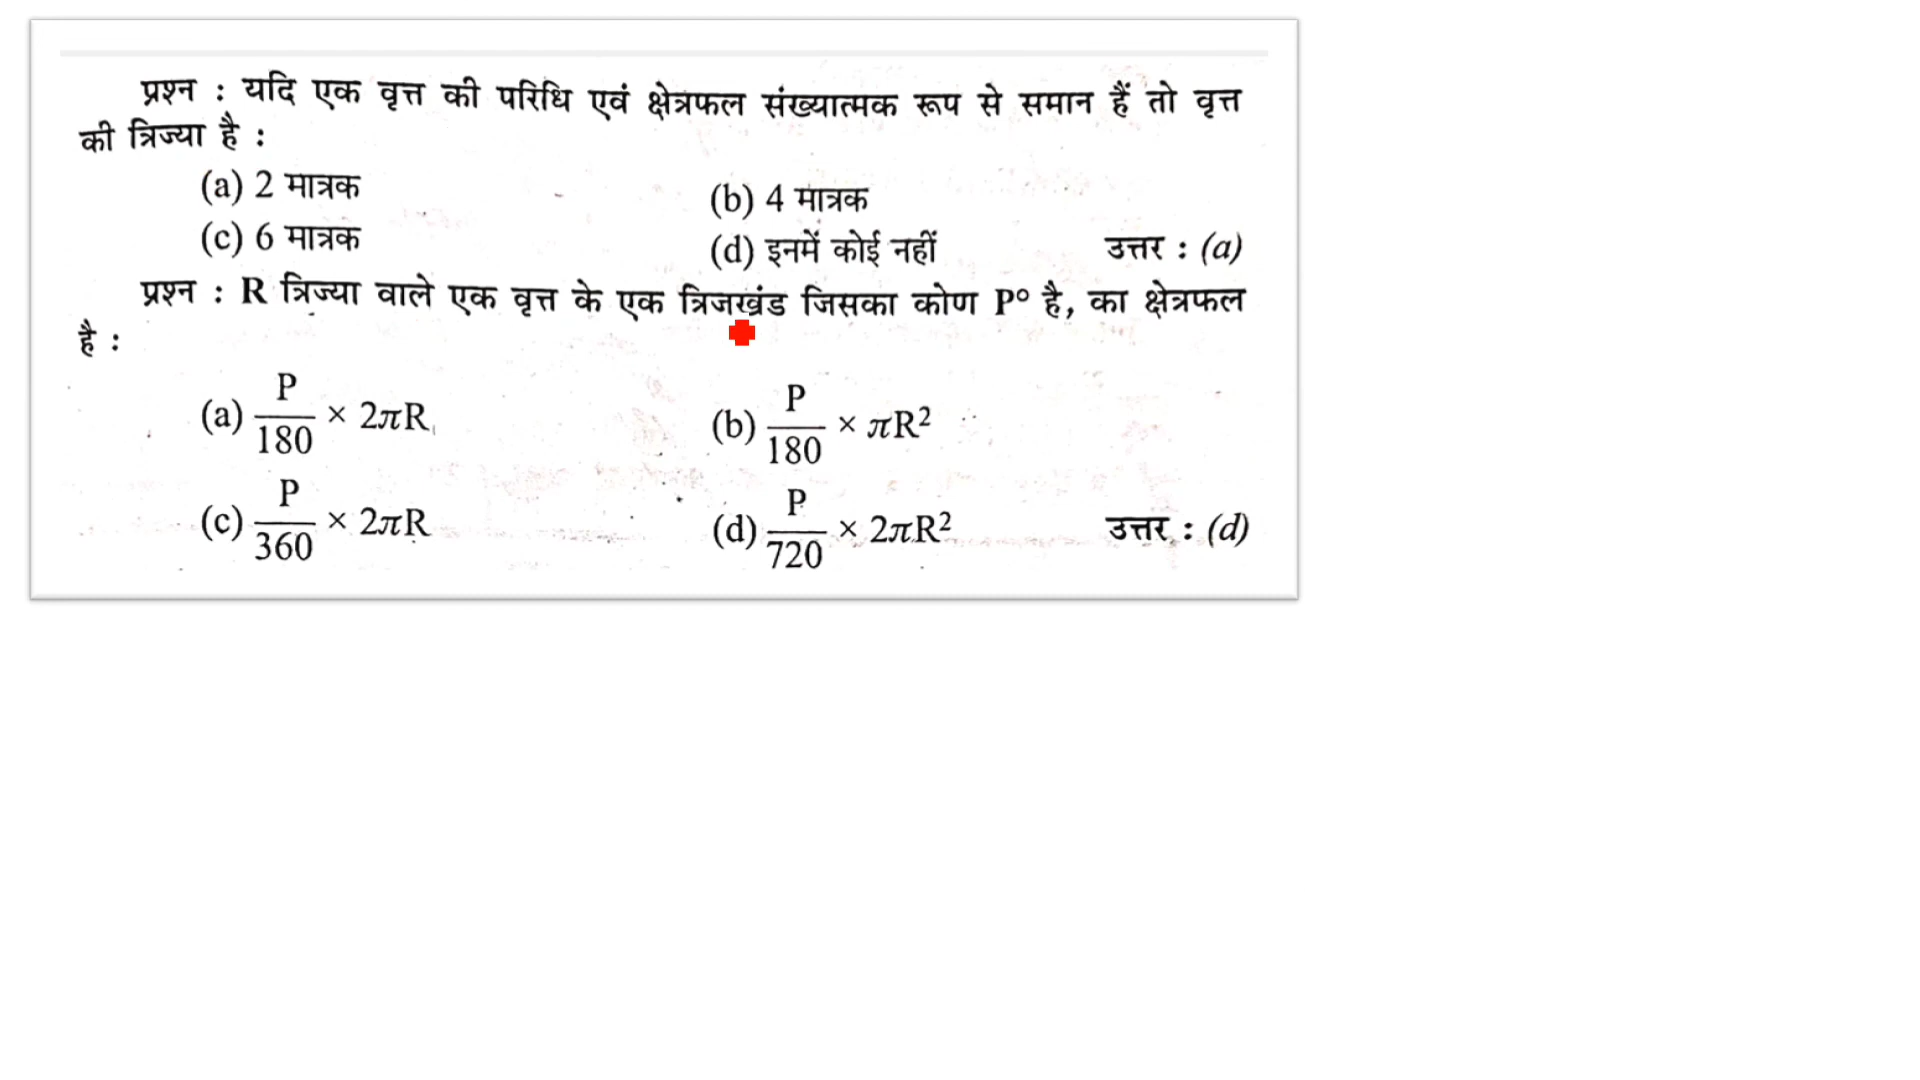 प्रश्न : यदि एक वृत्त की परिधि एवं क्षेत्रफल संख्यात्मक रूप से समान हैं तो वृत्त
की त्रिज्या है :
(a) 2 मात्रक (b) 4 मात्रक
(c) 6 मात्रक (d) इनमें कोई नहीं उत्तर : (a)
प्रश्न : R त्रिज्या वाले एक वृत्त के एक त्रिजखंड जिसका कोण P° है, का क्षेत्रफल
है :
(a) P/180 × 2πR (b) P/180 × πR²
(c) P/360 × 2πR (d) P/720 × 2πR² उत्तर : (d)